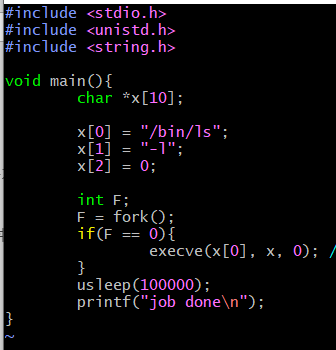 #include <stdio.h>
#include <unistd.h>
#include <string.h>
void main(){
char *x[10];
x[0] = "/bin/ls";
x[1] = "-l";
x[2] = 0;
int F;
F = fork();
if(F == 0){
execve(x[0], x, 0); /
}
usleep(100000);
printf("job done\n");
}
~